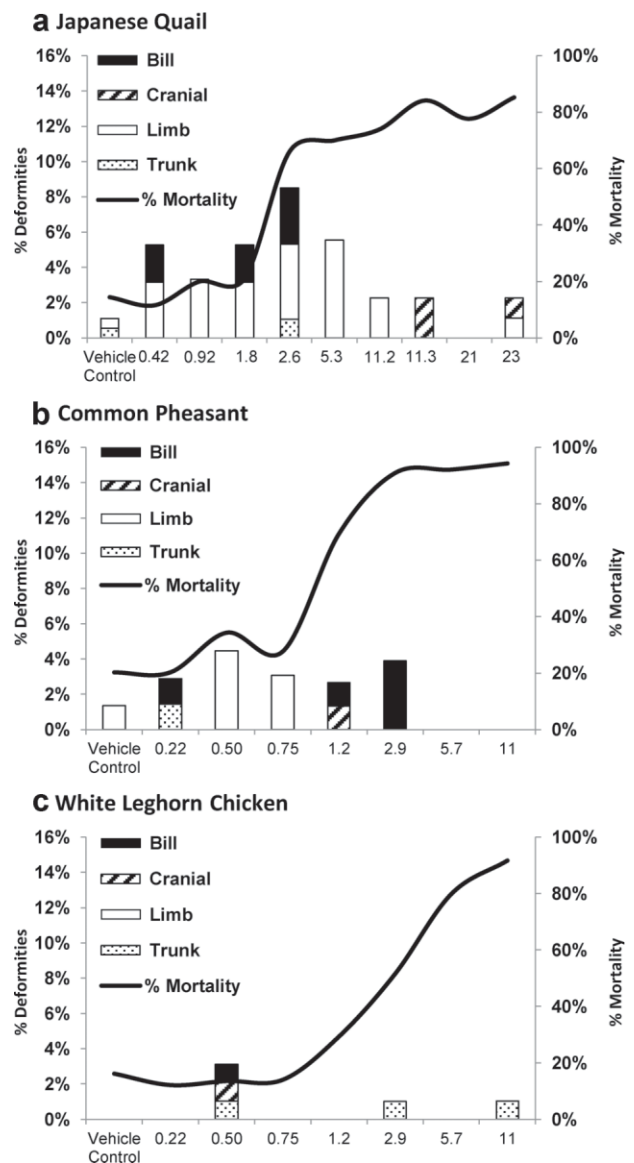 a Japanese Quail
16%
14%
12%
10%
8%
6%
4%
2%
0%
% Deformities
Bill
Cranial
Limb
Trunk
% Mortality
100%
80%
60%
40%
20%
0%
% Mortality
Vehicle Control 0.42 0.92 1.8 2.6 5.3 11.2 11.3 21 23
b Common Pheasant
16%
14%
12%
10%
8%
6%
4%
2%
0%
% Deformities
Bill
Cranial
Limb
Trunk
% Mortality
100%
80%
60%
40%
20%
0%
% Mortality
Vehicle Control 0.22 0.50 0.75 1.2 2.9 5.7 11
c White Leghorn Chicken
16%
14%
12%
10%
8%
6%
4%
2%
0%
% Deformities
Bill
Cranial
Limb
Trunk
% Mortality
100%
80%
60%
40%
20%
0%
% Mortality
Vehicle Control 0.22 0.50 0.75 1.2 2.9 5.7 11